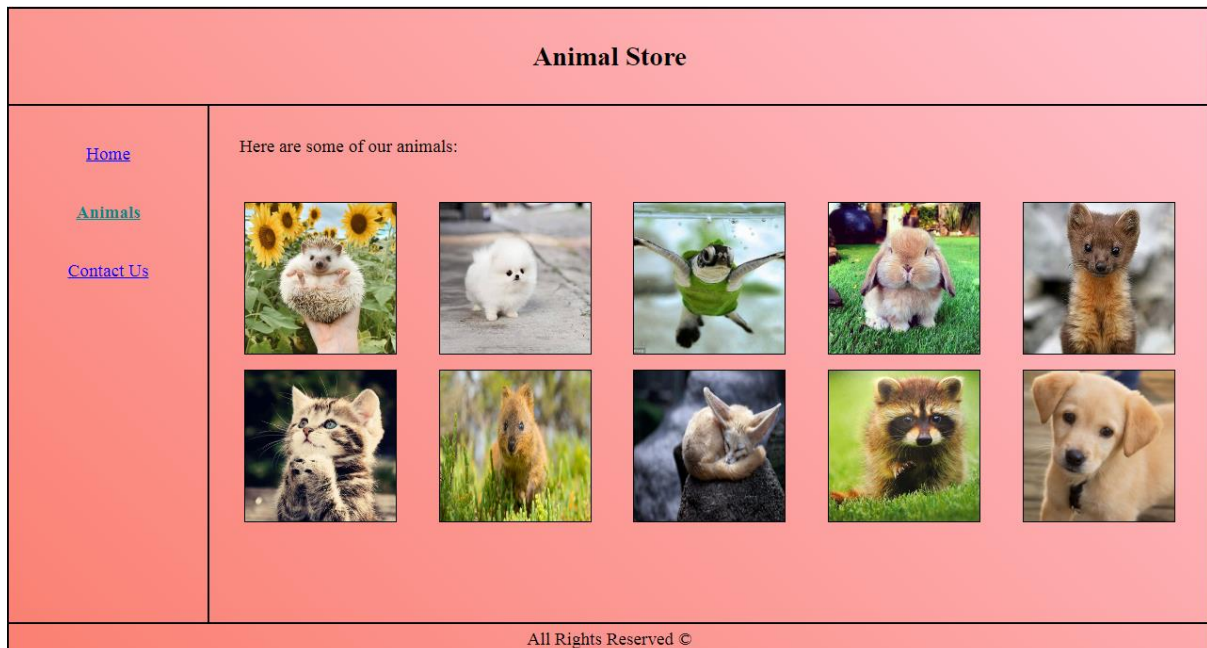 Animal Store
Home
Animals
Contact Us
Here are some of our animals:
All Rights Reserved ©